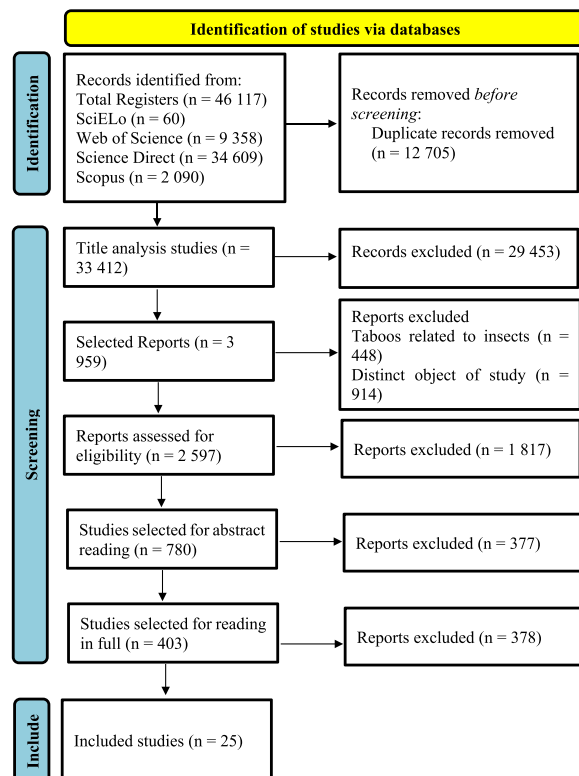 Identification of studies via databases
Identification
Records identified from:
Total Registers (n = 46 117)
SciELo (n = 60)
Web of Science (n = 9 358)
Science Direct (n = 34 609)
Scopus (n = 2 090)
Records removed before
screening:
Duplicate records removed
(n = 12 705)
Screening
Title analysis studies (n =
33 412)
Records excluded (n = 29 453)
Selected Reports (n = 3
959)
Reports excluded
Taboos related to insects (n =
448)
Distinct object of study (n =
914)
Reports assessed for
eligibility (n = 2 597)
Reports excluded (n = 1 817)
Studies selected for abstract
reading (n = 780)
Reports excluded (n = 377)
Studies selected for reading
in full (n = 403)
Reports excluded (n = 378)
Include
Included studies (n = 25)